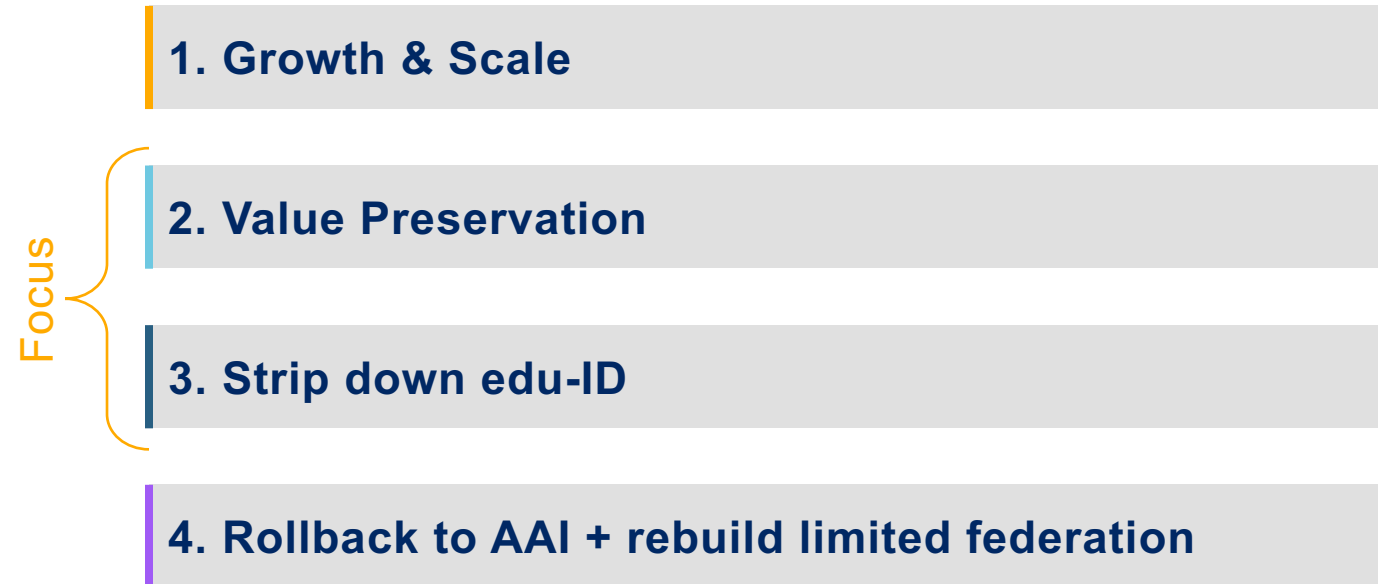 1. Growth & Scale
Focus
2. Value Preservation
3. Strip down edu-ID
4. Rollback to AAI + rebuild limited federation